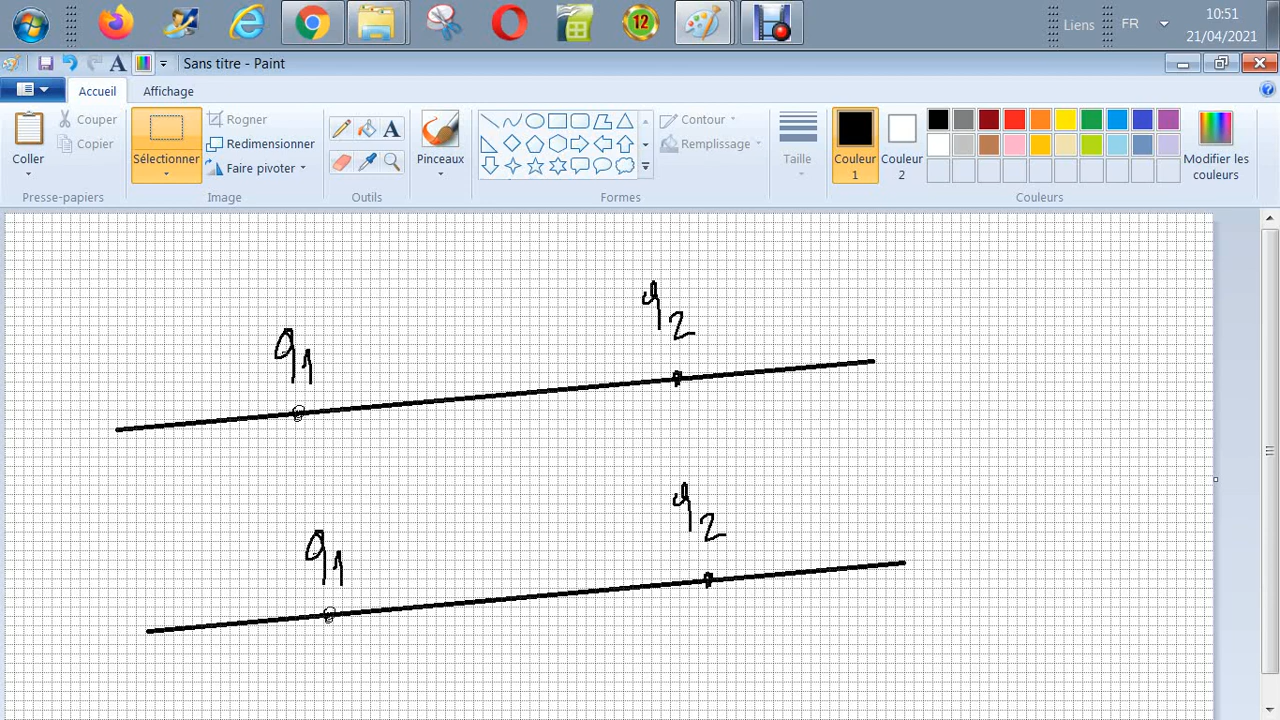 10:51
Liens FR
21/04/2021
12
Sans titre - Paint
Accueil Affichage
Coller
Couper
Copier
Presse-papiers
Sélectionner
Rogner
Redimensionner
Faire pivoter
Image
A
Outils
Pinceaux
Contour
Remplissage
Formes
Taille
Couleur 1
Couleur 2
Modifier les couleurs
Couleurs
q1
q2
q1
q2